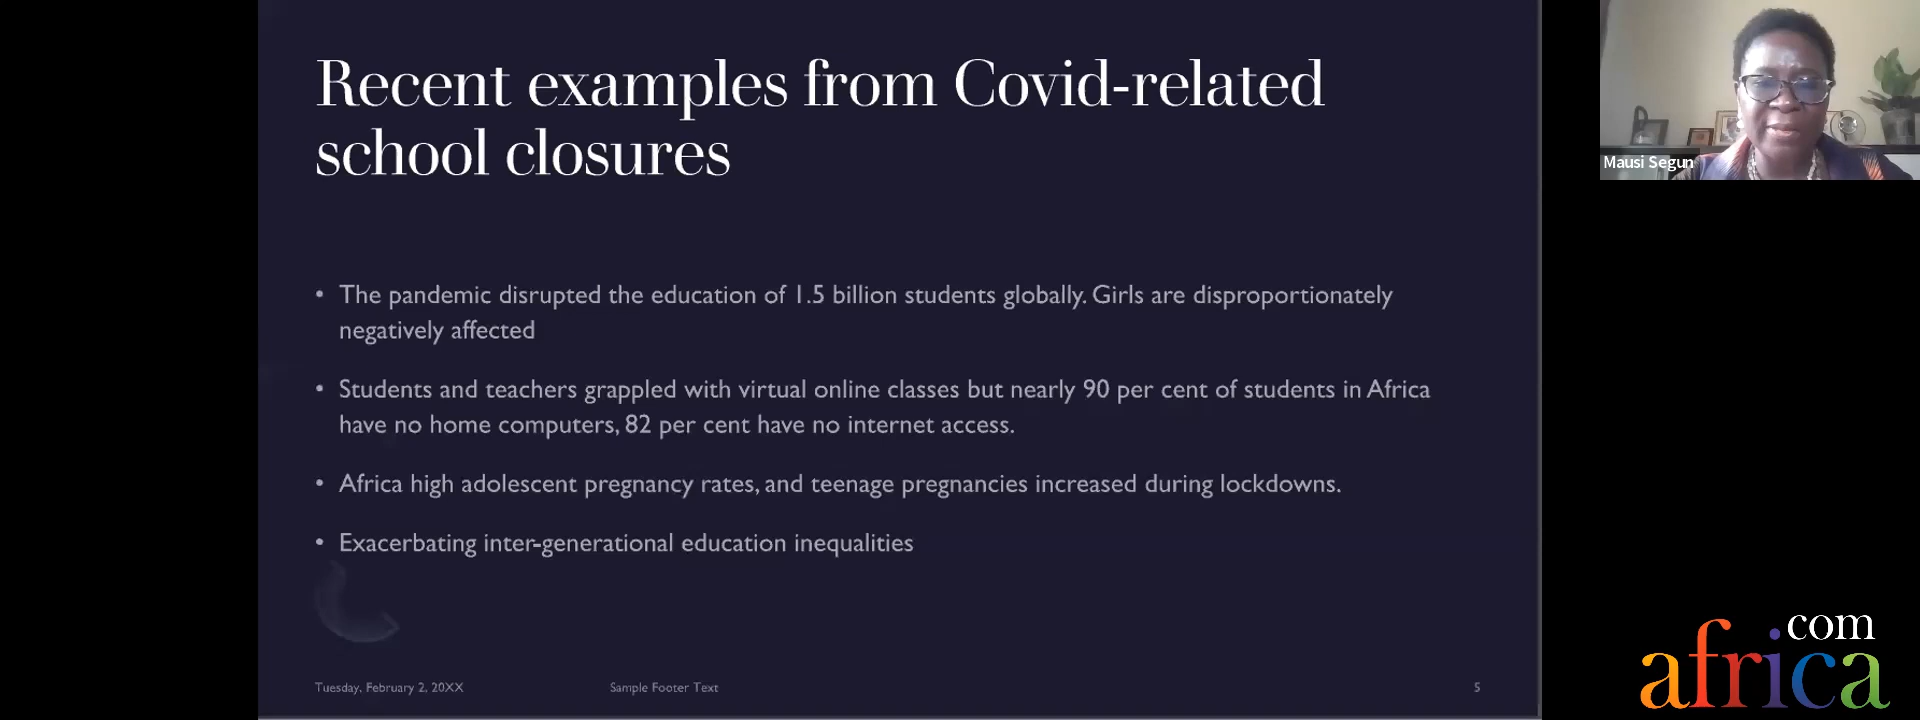 Recent examples from Covid-related
school closures
• The pandemic disrupted the education of 1.5 billion students globally. Girls are disproportionately
negatively affected
• Students and teachers grappled with virtual online classes but nearly 90 per cent of students in Africa
have no home computers, 82 per cent have no internet access.
• Africa high adolescent pregnancy rates, and teenage pregnancies increased during lockdowns.
• Exacerbating inter-generational education inequalities
Tuesday, February 2, 20XX
Sample Footer Text
5
Mausi Segun
com
africa